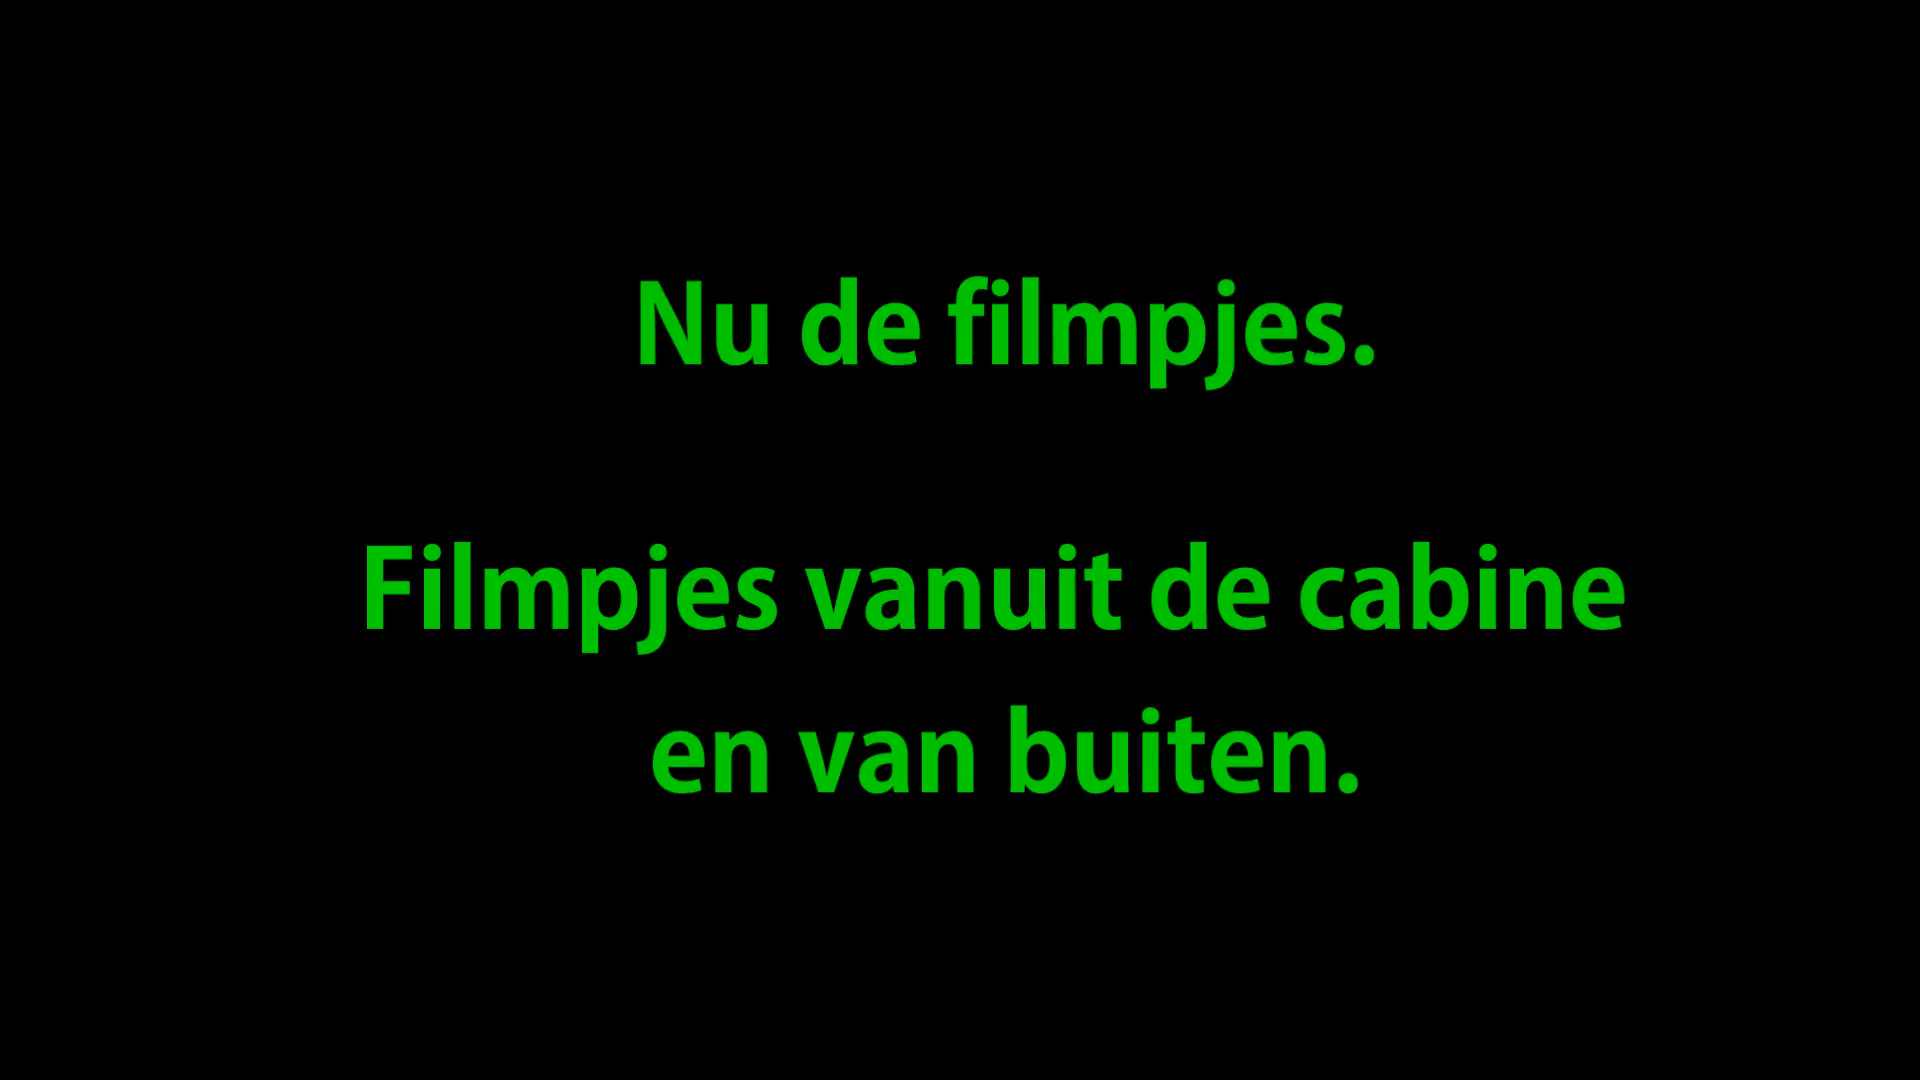 Nu de filmpjes.
Filmpjes vanuit de cabine
en van buiten.